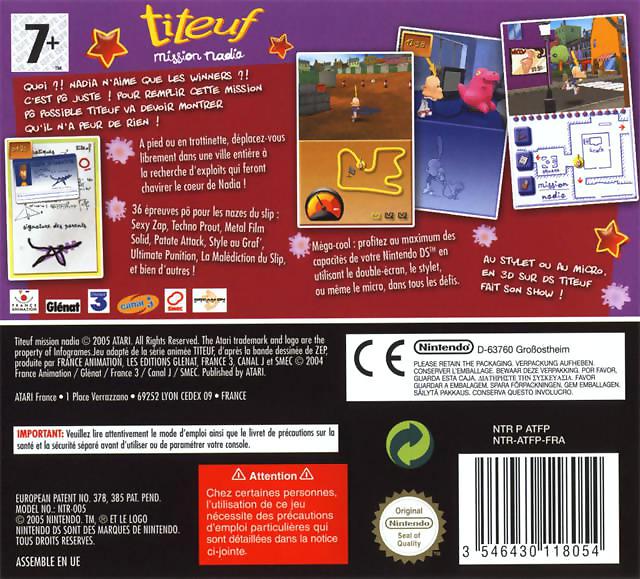 7+
titeuf
mission nadia
QUOI ?! NADIA N'AIME QUE LES WINNERS ?!
C'EST PÔ JUSTE ! POUR REMPLIR CETTE MISSION
PÔ POSSIBLE TITEUF VA DEVOIR MONTRER
QU'IL N'A PEUR DE RIEN !
A pied ou en trottinette, déplacez-vous
librement dans une ville entière à
la recherche d'exploits qui feront
chavirer le coeur de Nadia !
36 épreuves pô pour les nazes du slip :
Sexy Zap, Techno Prout, Metal Film
Solid, Patate Attack, Style au Graf',
Ultimate Punition, La Malédiction du Slip,
et bien d'autres !
signature des parents
Méga-cool : profitez au maximum des
capacités de votre Nintendo DS™ en
utilisant le double-écran, le stylet,
ou même le micro, dans tous les défis.
mission
nadia
AU STYLET OU AU MICRO,
EN 3D SUR DS TITEUF
FAIT SON SHOW !
FRANCE
ANIMATION
Glénat
3
canal J
SMEC
Titeuf mission nadia © 2005 ATARI. All Rights Reserved. The Atari trademark and logo are the
property of Infogrames.Jeu adapté de la série animée TITEUF, d'après la bande dessinée de ZEP,
produite par FRANCE ANIMATION, LES EDITIONS GLENAT, FRANCE 3, CANAL J et SMEC © 2004
France Animation / Glénat / France 3 / Canal J / SMEC. Published by ATARI.
ATARI France • 1 Place Verrazzano • 69252 LYON CEDEX 09 • FRANCE
CE
Nintendo
D-63760 Großostheim
PLEASE RETAIN THE PACKAGING. VERPACKUNG AUFHEBEN.
CONSERVER L'EMBALLAGE. BEWAAR DEZE VERPAKKING. POR FAVOR,
GUARDA ESTA CAJA. ΔΙΑΤΗΡΗΣΤΕ ΤΗΝ ΣΥΣΚΕΥΑΣΙΑ. FAVOR
GUARDAR A EMBALAGEM. SPARA FÖRPACKNINGEN, GEM EMBALLAGEN.
SÄILYTÄ PAKKAUS. CONSERVA QUESTO INVOLUCRO.
IMPORTANT: Veuillez lire attentivement le mode d'emploi ainsi que le livret de précautions sur la
santé et la sécurité séparé avant d'utiliser ou de paramétrer votre console.
NTR P ATFP
NTR-ATFP-FRA
EUROPEAN PATENT NO. 378, 385 PAT. PEND.
MODEL NO.: NTR-005
© 2005 NINTENDO. TM, ® ET LE LOGO
NINTENDO DS SONT DES MARQUES DE NINTENDO.
TOUS DROITS RESERVES.
ASSEMBLE EN UE
Attention
Chez certaines personnes,
l'utilisation de ce jeu
nécessite des précautions
d'emploi particulières qui
sont détaillées dans la notice
ci-jointe.
Original
Nintendo
Seal of
Quality
3 546430 118054